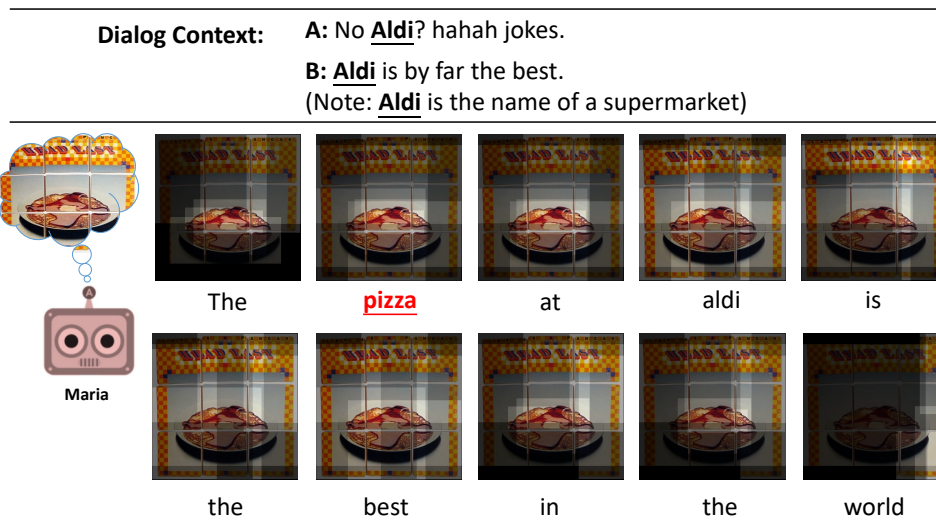 Dialog Context:
A: No Aldi? hahah jokes.
B: Aldi is by far the best.
(Note: Aldi is the name of a supermarket)
A
Maria
The pizza at aldi is
the best in the world